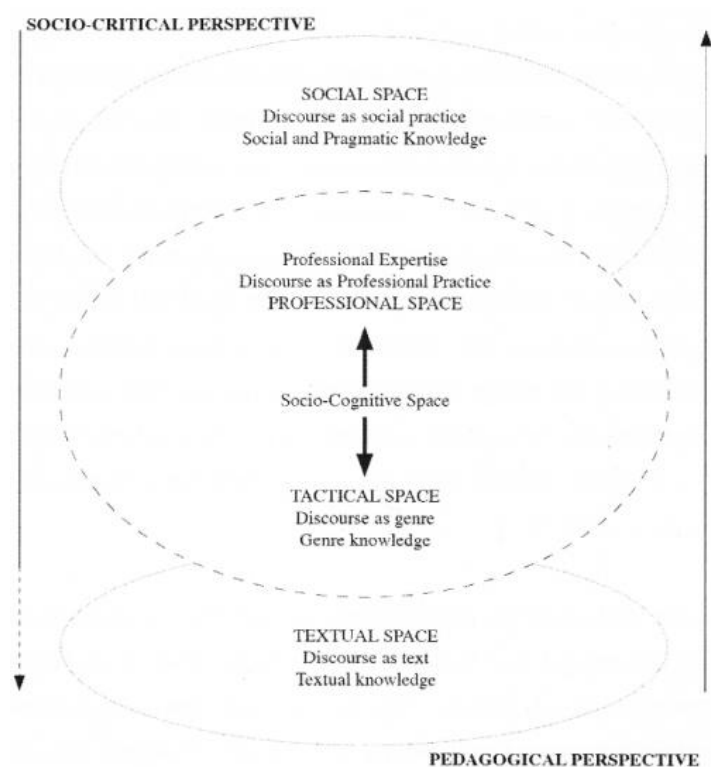 SOCIO-CRITICAL PERSPECTIVE
SOCIAL SPACE
Discourse as social practice
Social and Pragmatic Knowledge
Professional Expertise
Discourse as Professional Practice
PROFESSIONAL SPACE
Socio-Cognitive Space
TACTICAL SPACE
Discourse as genre
Genre knowledge
TEXTUAL SPACE
Discourse as text
Textual knowledge
PEDAGOGICAL PERSPECTIVE